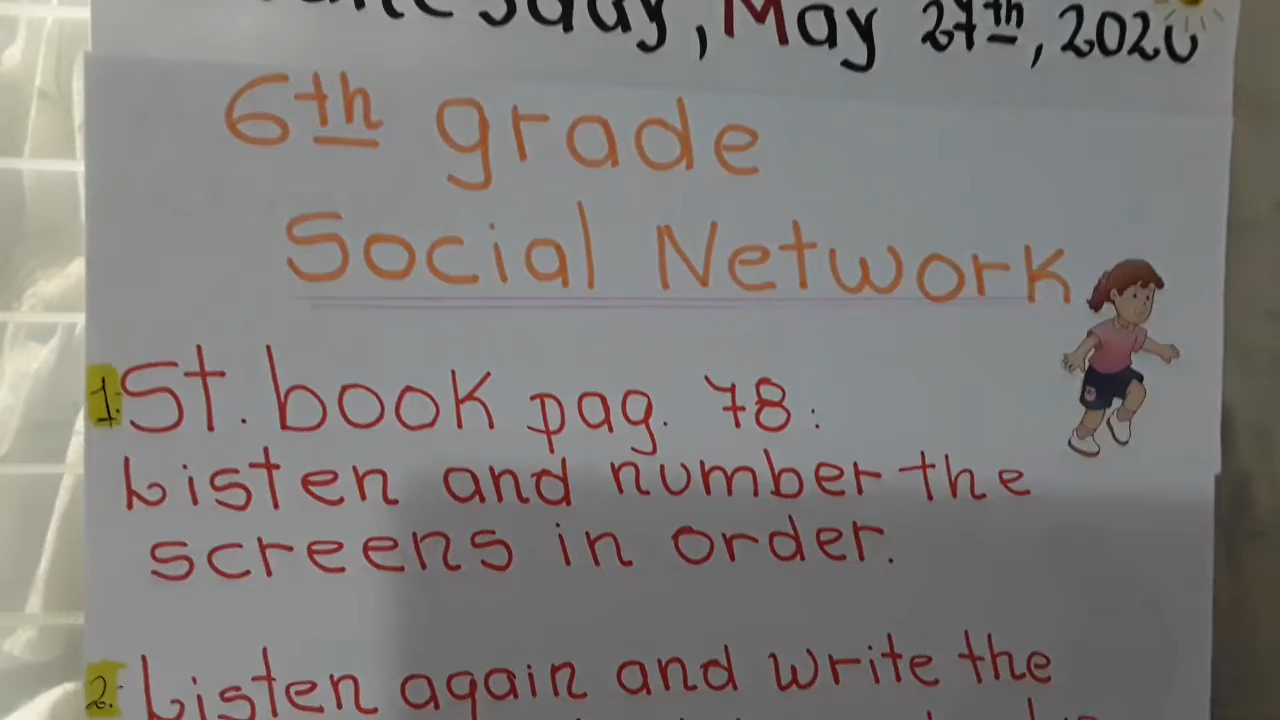 May 27th, 2020
6th grade
Social Network
1. St. book pag. 78:
Listen and number the
screens in order.
2. Listen again and write the